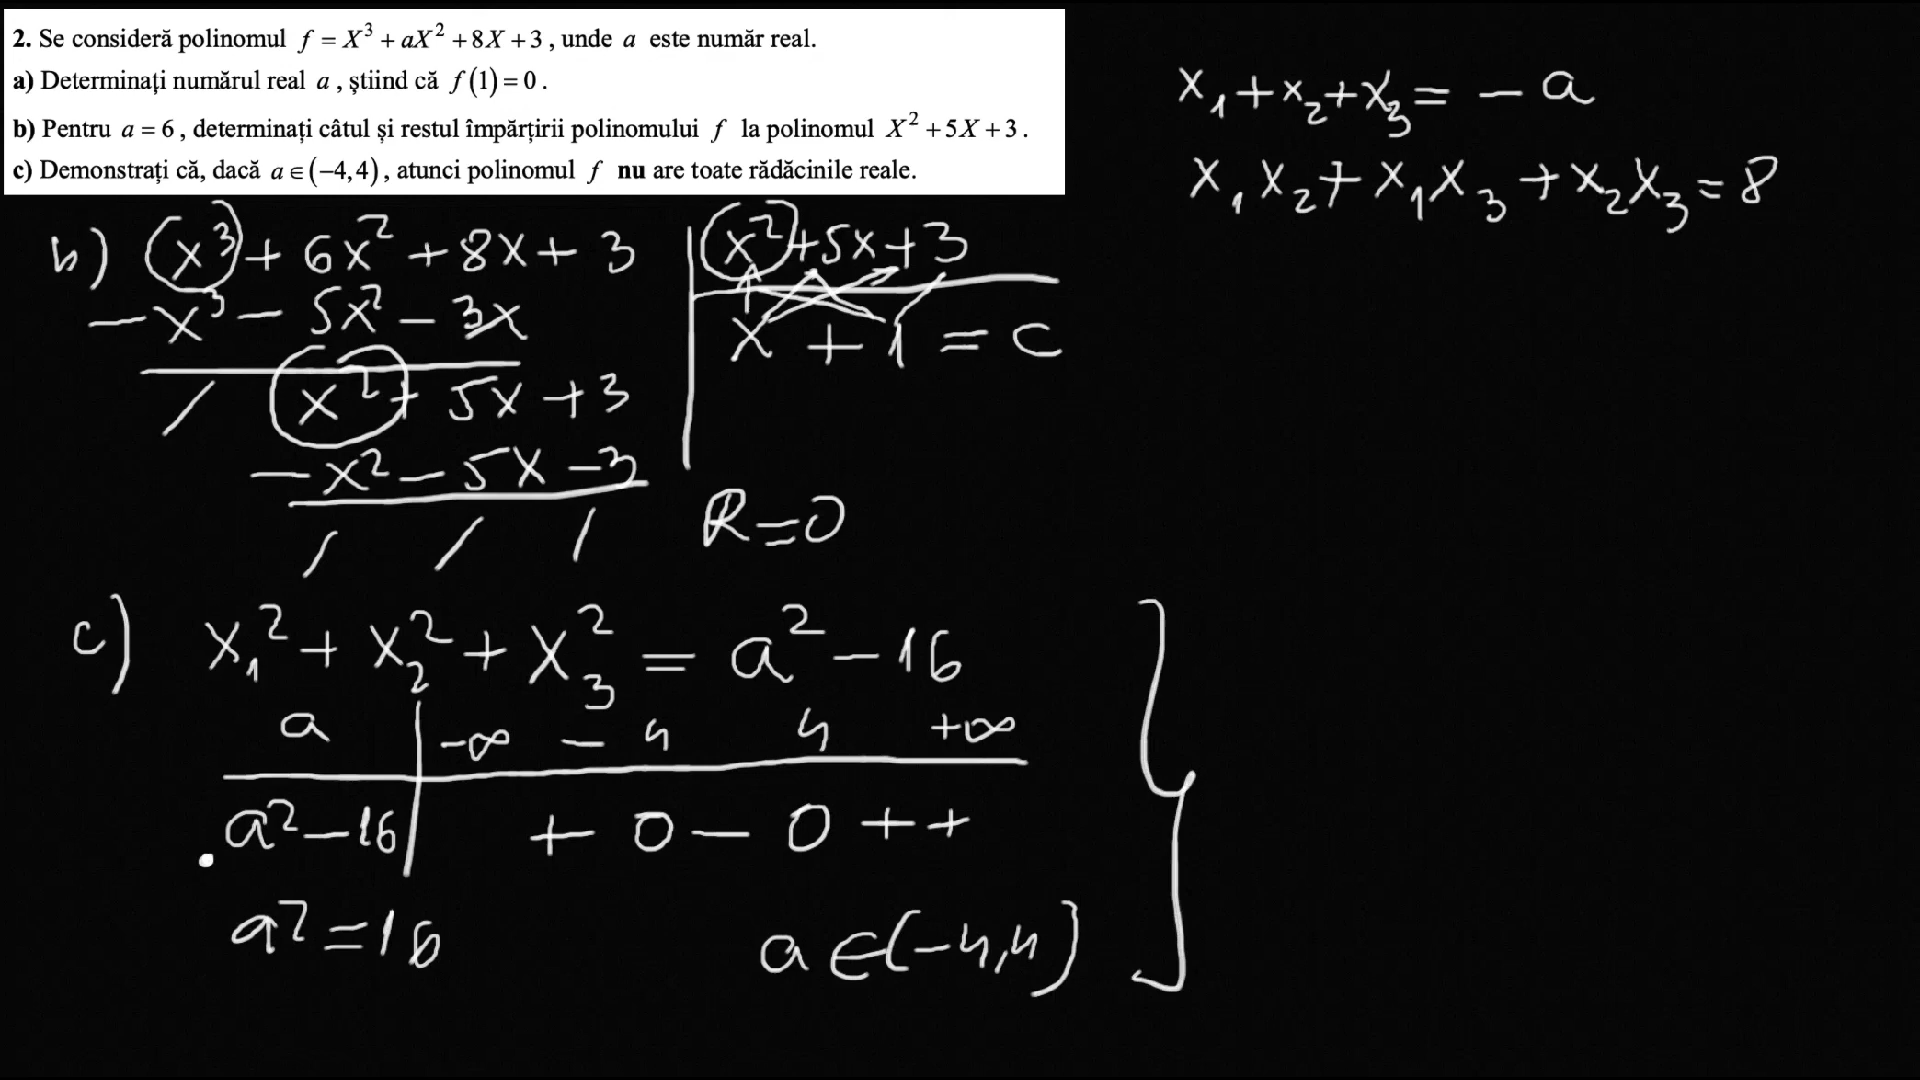 2. Se consideră polinomul f = X³ + aX² + 8X + 3, unde a este număr real.
a) Determinați numărul real a, știind că f(1) = 0.
b) Pentru a = 6, determinați câtul și restul împărțirii polinomului f la polinomul X² + 5X + 3.
c) Demonstrați că, dacă a ∈ (−4, 4), atunci polinomul f nu are toate rădăcinile reale.
x₁ + x₂ + x₃ = − a
x₁x₂ + x₁x₃ + x₂x₃ = 8
b) x³ + 6x² + 8x + 3 | x² + 5x + 3
− x³ − 5x² − 3x | x + 1 = C
/ x² + 5x + 3
− x² − 5x − 3
/ / / R = 0
c) x₁² + x₂² + x₃² = a² − 16
a | −∞ − 4 4 +∞
a² − 16 | + 0 − 0 + +
a² = 16 a ∈ (−4, 4)